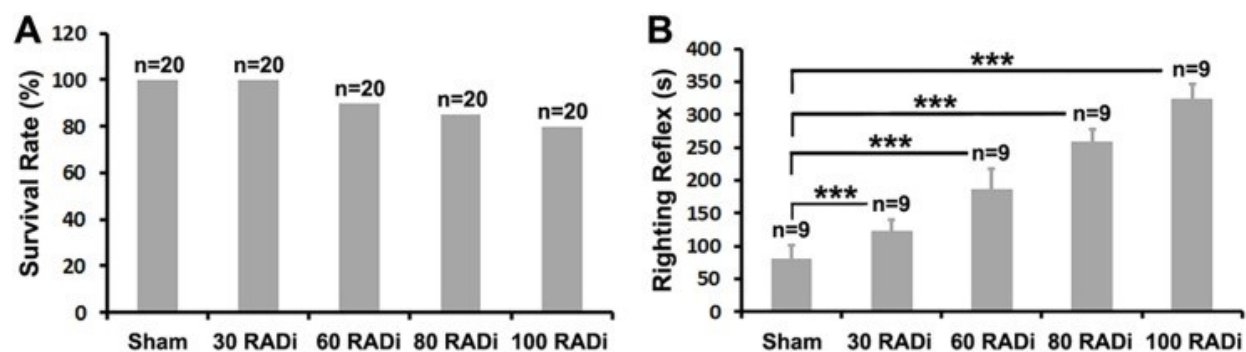 A
Survival Rate (%)
120
100
80
60
40
20
0
n=20
n=20
n=20
n=20
n=20
Sham
30 RADi
60 RADi
80 RADi
100 RADi
B
Righting Reflex (s)
400
350
300
250
200
150
100
50
0
***
n=9
***
n=9
***
n=9
***
n=9
n=9
Sham
30 RADi
60 RADi
80 RADi
100 RADi